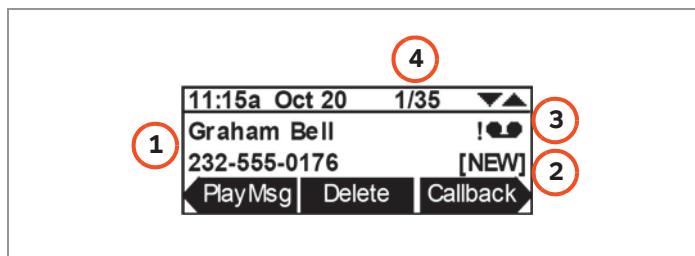 4
11:15a Oct 20 1/35
Graham Bell !
3
1
232-555-0176 [NEW]
2
PlayMsg Delete Callback